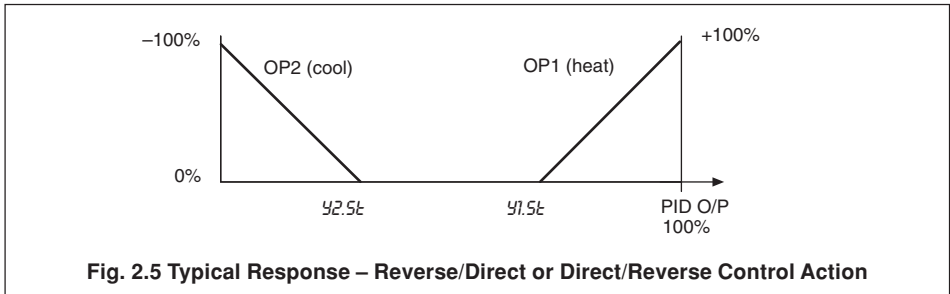 –100%
+100%
OP2 (cool)
OP1 (heat)
0%
Y2.St
Y1.St
PID O/P
100%
Fig. 2.5 Typical Response – Reverse/Direct or Direct/Reverse Control Action